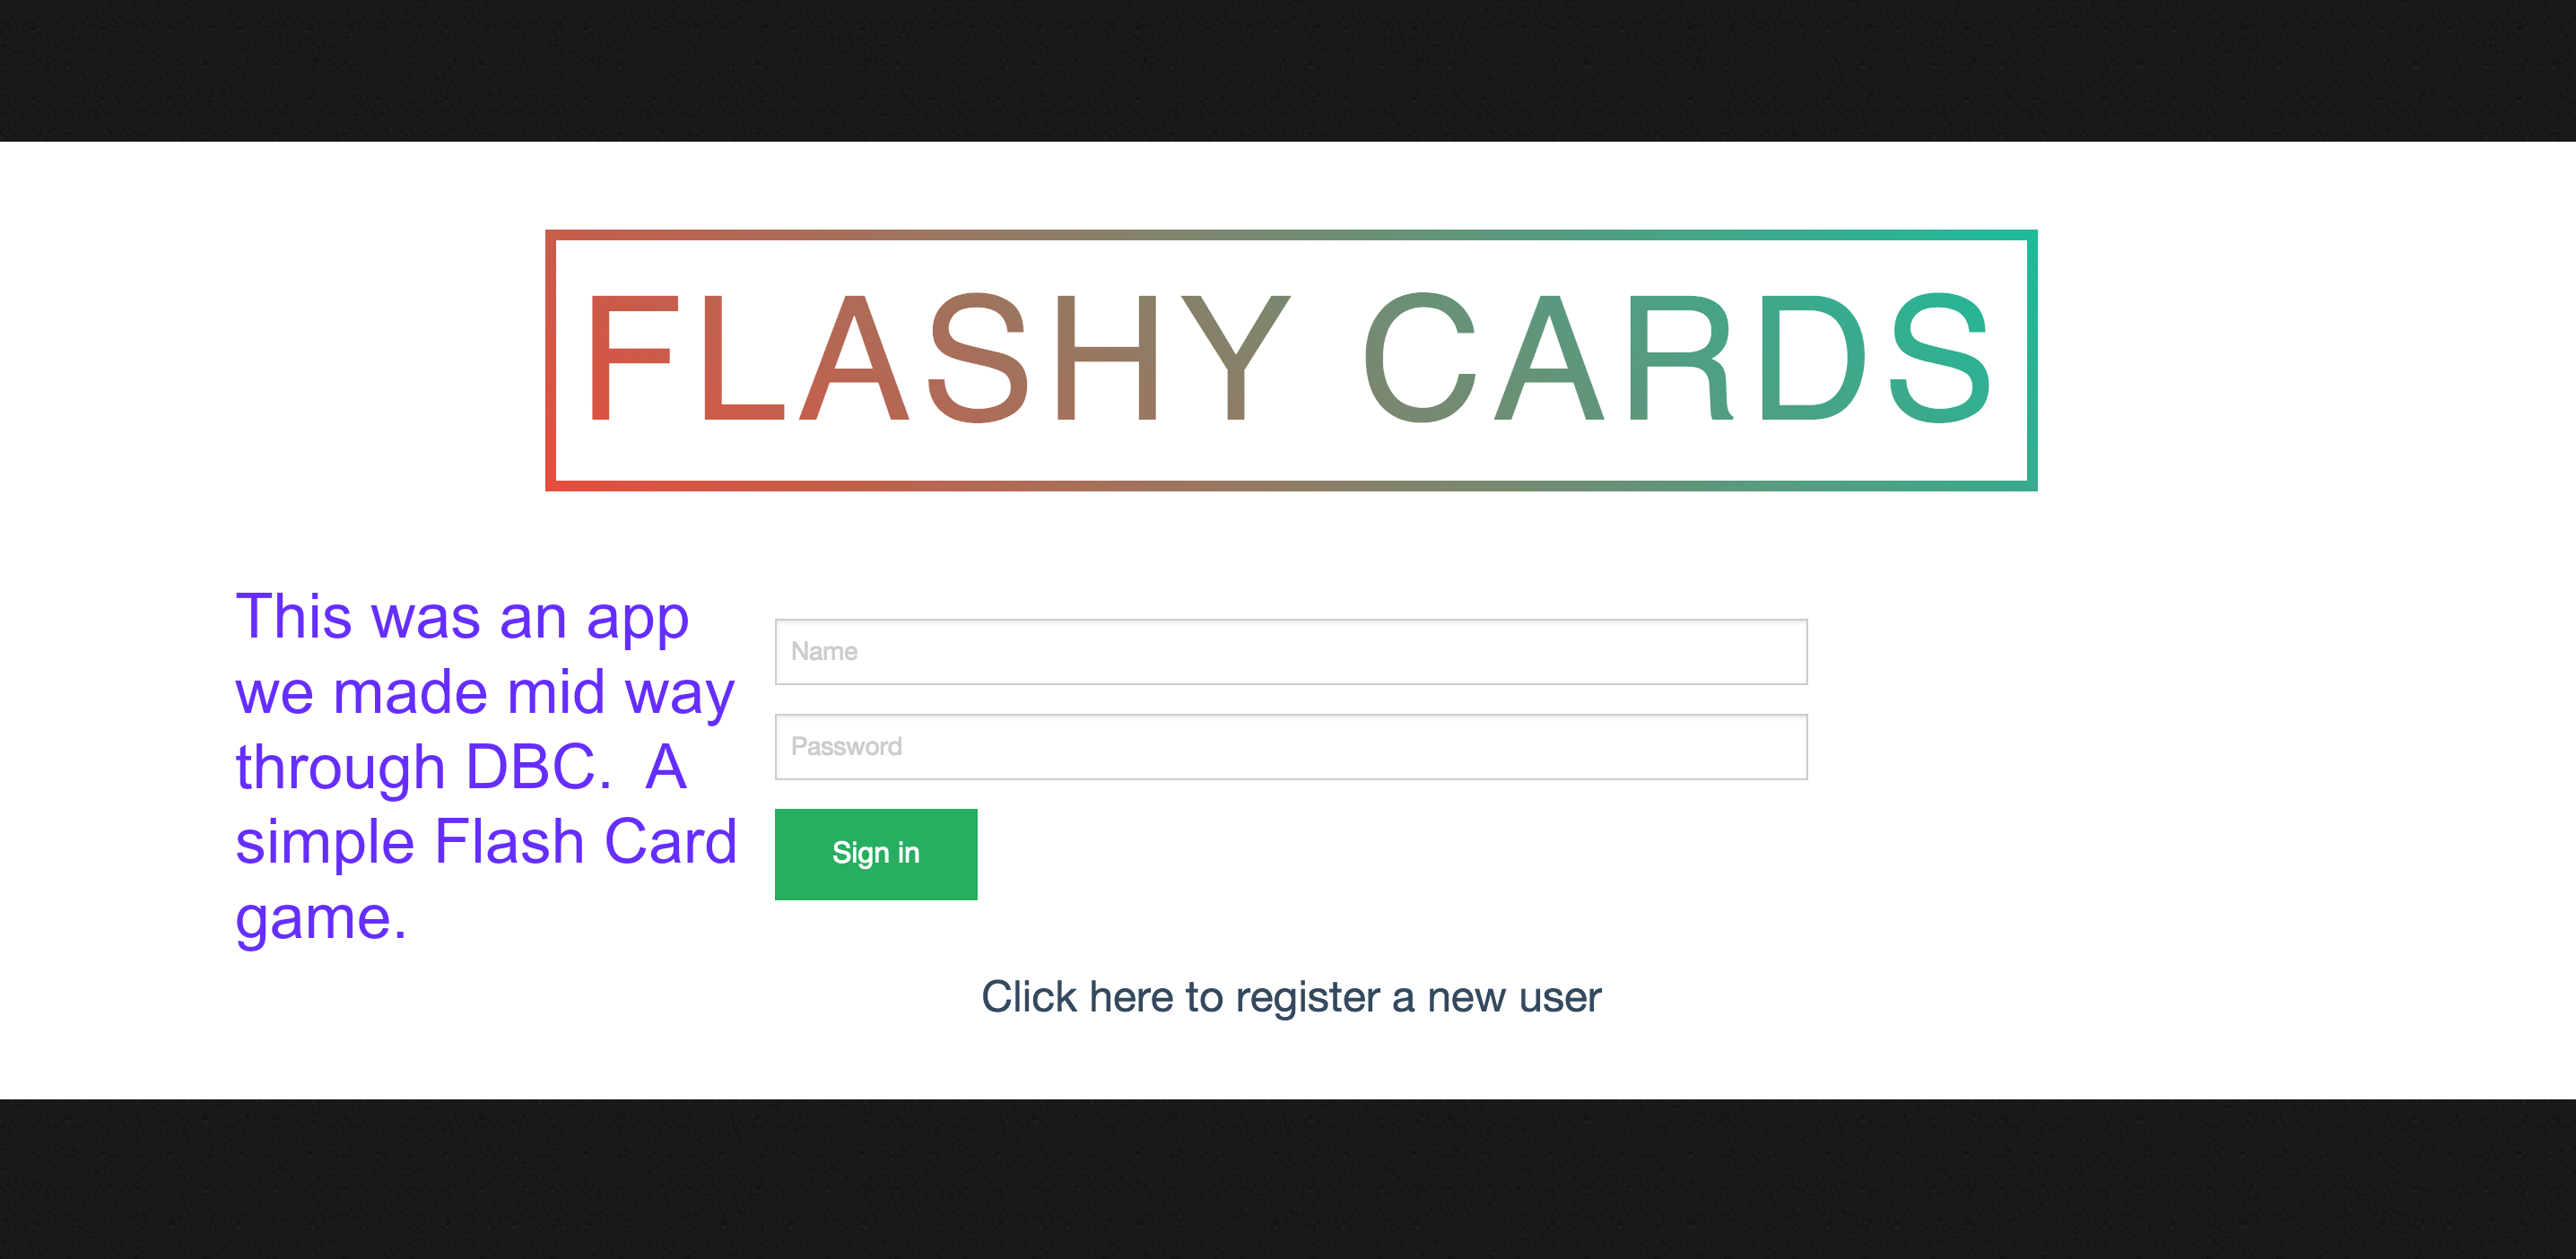 FLASHY CARDS
This was an app
we made mid way
through DBC.  A
simple Flash Card
game.
Name
Password
Sign in
Click here to register a new user